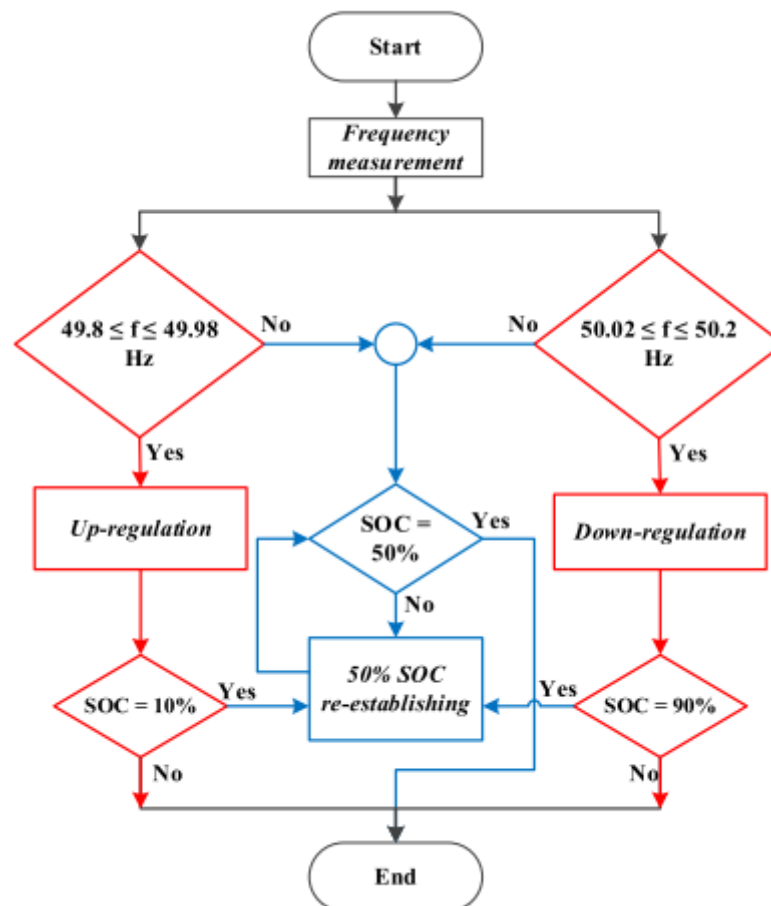 Start
Frequency
measurement
49.8 ≤ f ≤ 49.98
Hz
No
No
50.02 ≤ f ≤ 50.2
Hz
Yes
Yes
Up-regulation
SOC =
50%
Yes
Down-regulation
No
SOC = 10%
Yes
50% SOC
re-establishing
Yes
SOC = 90%
No
No
End